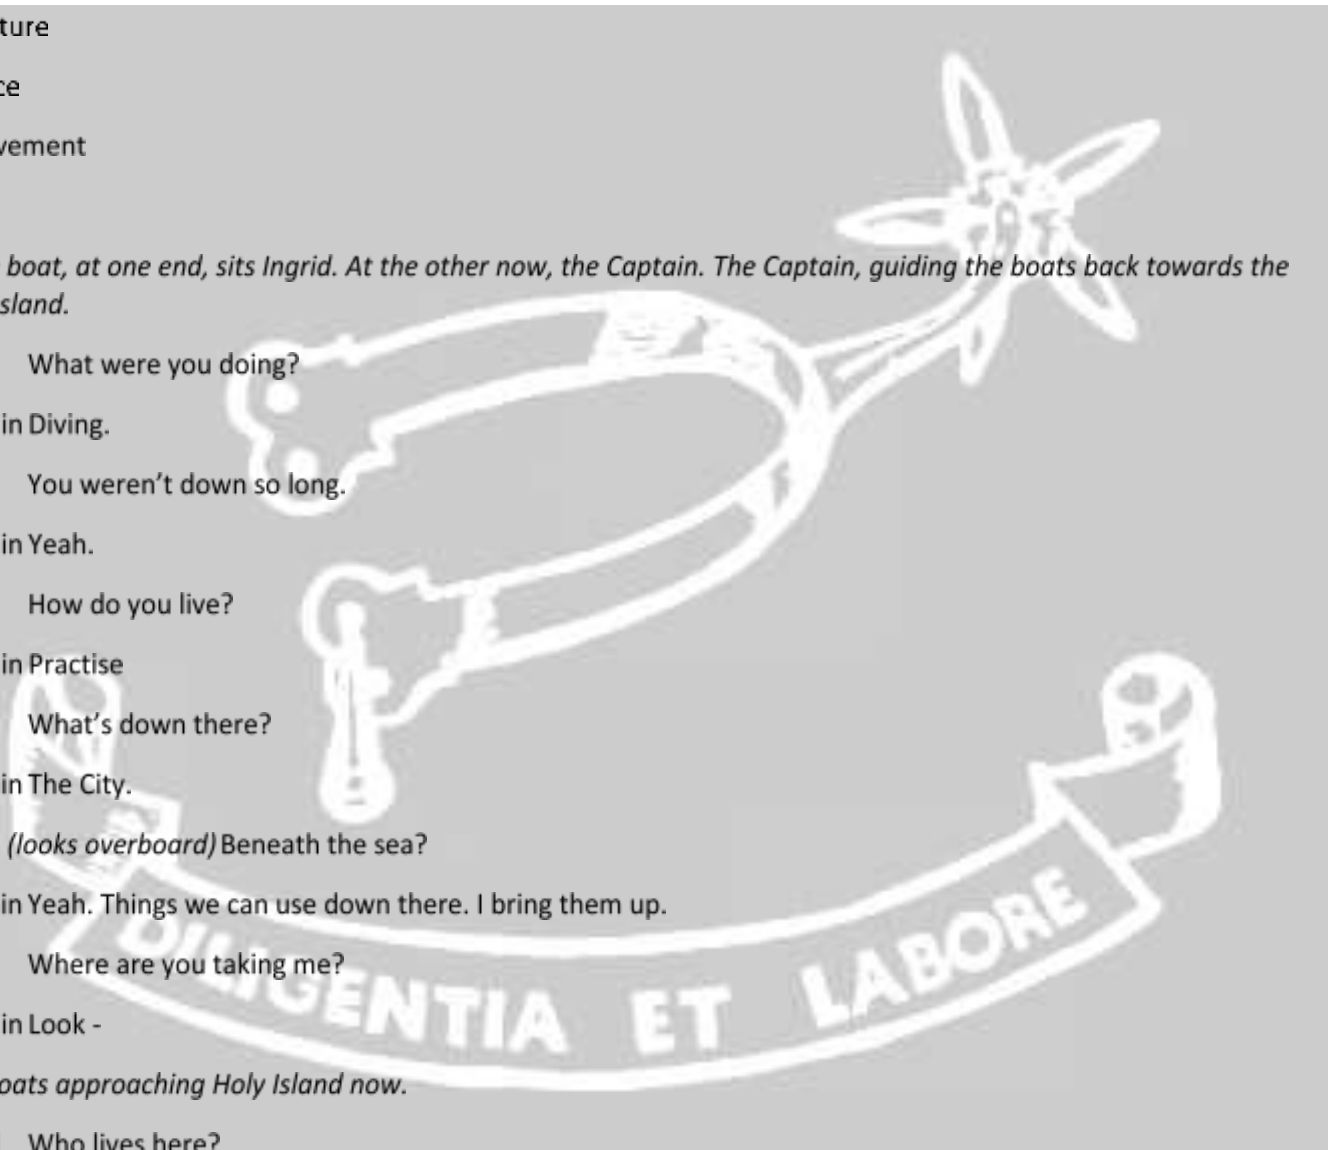 ture
ce
vement
boat, at one end, sits Ingrid. At the other now, the Captain. The Captain, guiding the boats back towards the
sland.
What were you doing?
in Diving.
You weren't down so long.
in Yeah.
How do you live?
in Practise
What's down there?
in The City.
(looks overboard) Beneath the sea?
in Yeah. Things we can use down there. I bring them up.
Where are you taking me?
in Look -
oats approaching Holy Island now.
Who lives here?
DILIGENTIA ET LABORE